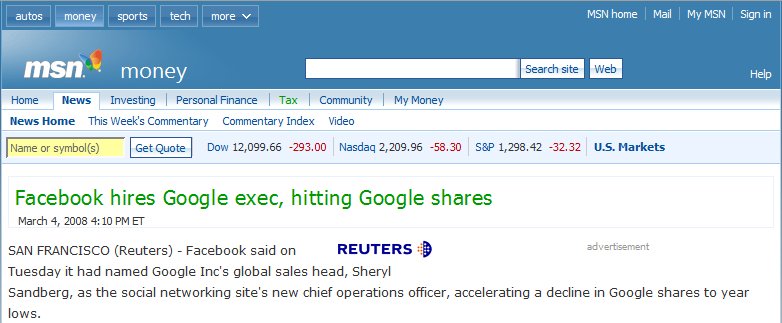 autos money sports tech more MSN home Mail My MSN Sign in
msn money Search site Web Help
Home News Investing Personal Finance Tax Community My Money
News Home This Week's Commentary Commentary Index Video
Name or symbol(s) Get Quote Dow 12,099.66 -293.00 Nasdaq 2,209.96 -58.30 S&P 1,298.42 -32.32 U.S. Markets
Facebook hires Google exec, hitting Google shares
March 4, 2008 4:10 PM ET
SAN FRANCISCO (Reuters) - Facebook said on REUTERS advertisement
Tuesday it had named Google Inc's global sales head, Sheryl
Sandberg, as the social networking site's new chief operations officer, accelerating a decline in Google shares to year
lows.